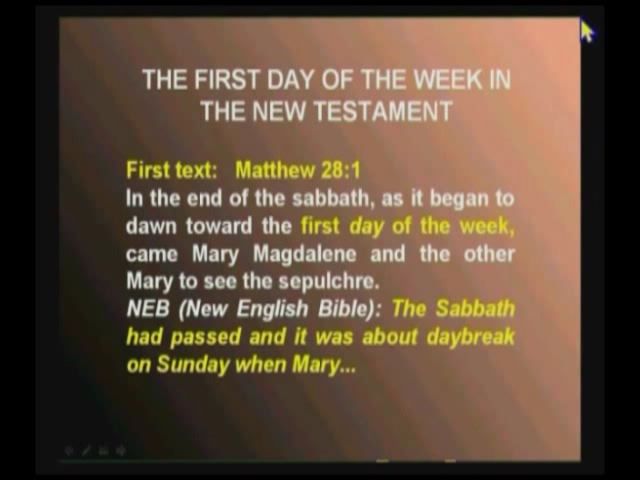 THE FIRST DAY OF THE WEEK IN
THE NEW TESTAMENT
First text: Matthew 28:1
In the end of the sabbath, as it began to
dawn toward the first day of the week,
came Mary Magdalene and the other
Mary to see the sepulchre.
NEB (New English Bible): The Sabbath
had passed and it was about daybreak
on Sunday when Mary...